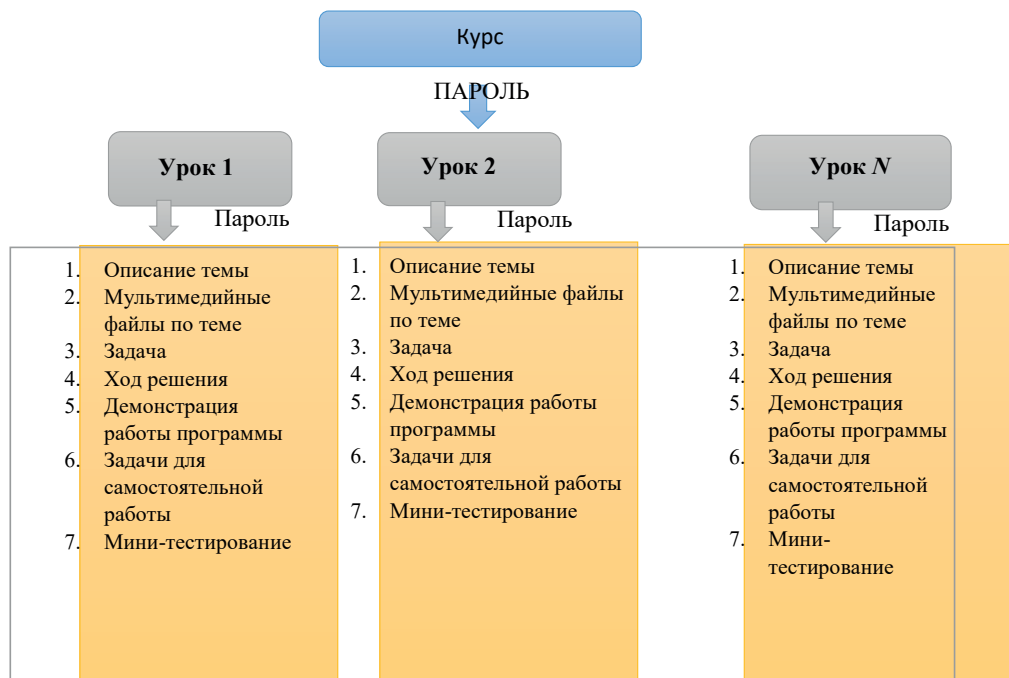 Курс
ПАРОЛЬ
Урок 1
Пароль
1. Описание темы
2. Мультимедийные
файлы по теме
3. Задача
4. Ход решения
5. Демонстрация
работы программы
6. Задачи для
самостоятельной
работы
7. Мини-тестирование
Урок 2
Пароль
1. Описание темы
2. Мультимедийные файлы
по теме
3. Задача
4. Ход решения
5. Демонстрация работы
программы
6. Задачи для
самостоятельной работы
7. Мини-тестирование
Урок N
Пароль
1. Описание темы
2. Мультимедийные
файлы по теме
3. Задача
4. Ход решения
5. Демонстрация
работы программы
6. Задачи для
самостоятельной
работы
7. Мини-
тестирование